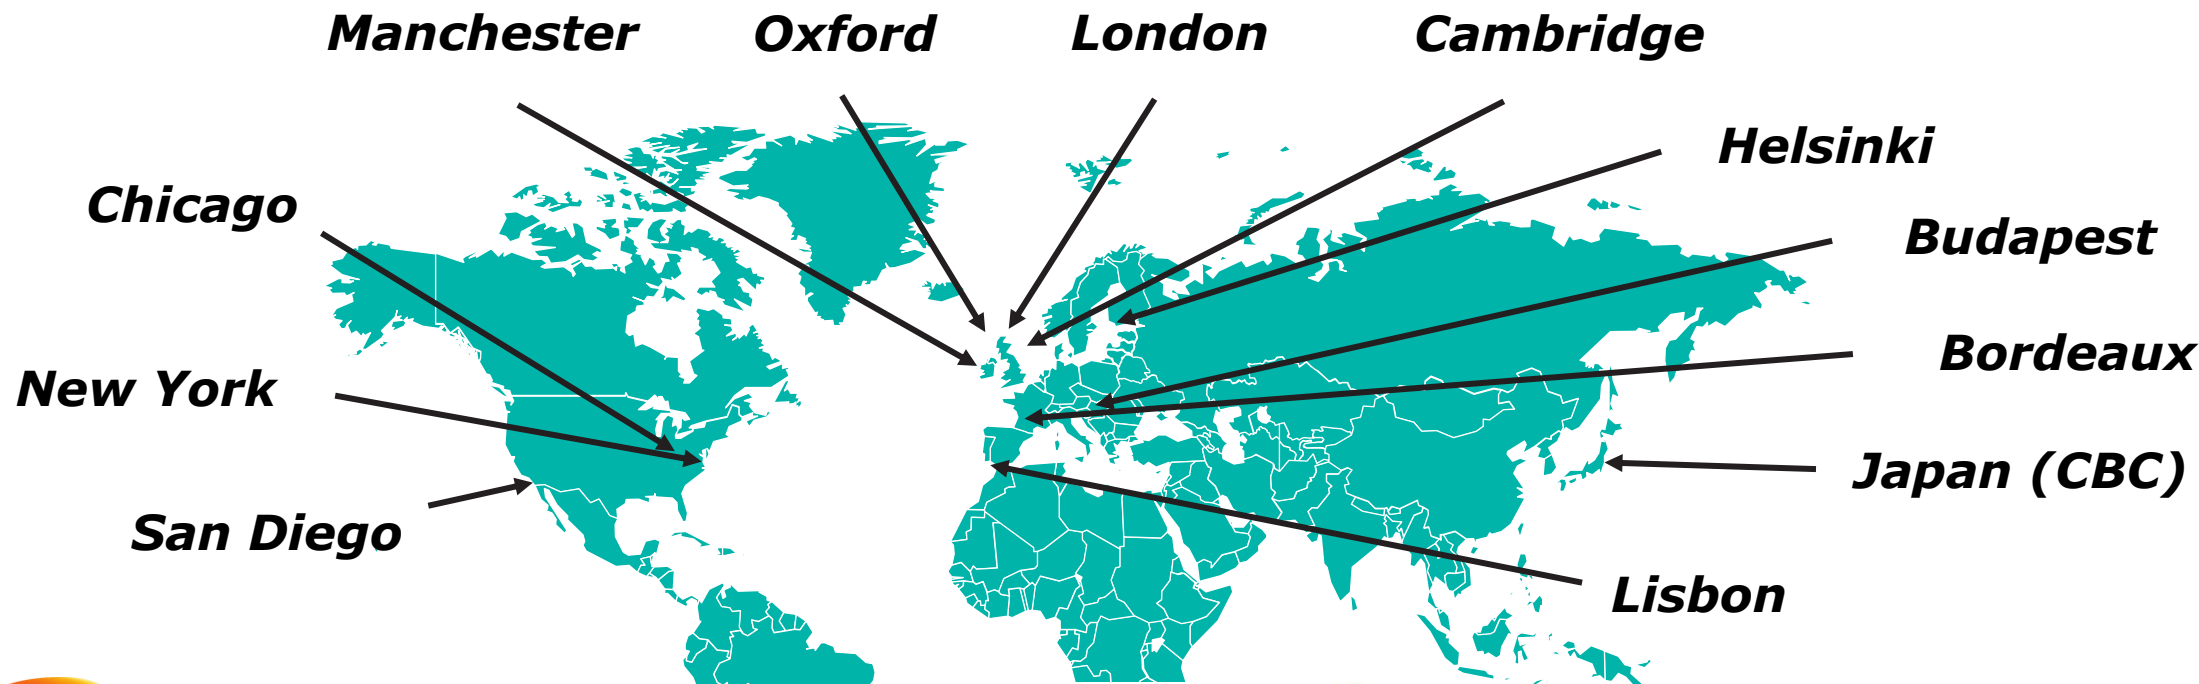 Manchester
Oxford
London
Cambridge
Helsinki
Chicago
Budapest
Bordeaux
New York
Japan (CBC)
San Diego
Lisbon